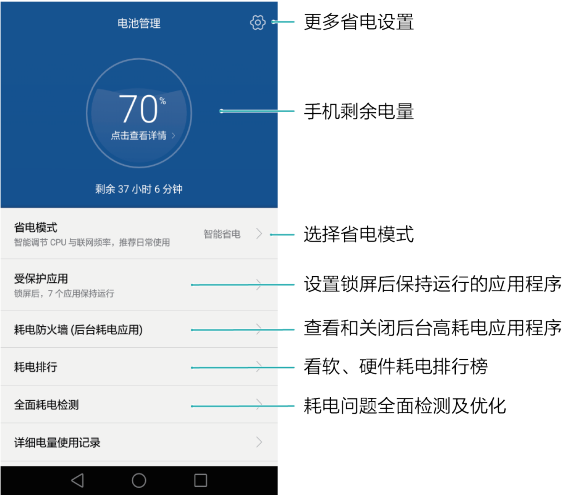 电池管理
更多省电设置
70%
点击查看详情
手机剩余电量
剩余 37 小时 6 分钟
省电模式
智能调节 CPU 与联网频率，推荐日常使用
智能省电
选择省电模式
受保护应用
锁屏后，7 个应用保持运行
设置锁屏后保持运行的应用程序
耗电防火墙 (后台耗电应用)
查看和关闭后台高耗电应用程序
耗电排行
看软、硬件耗电排行榜
全面耗电检测
耗电问题全面检测及优化
详细电量使用记录